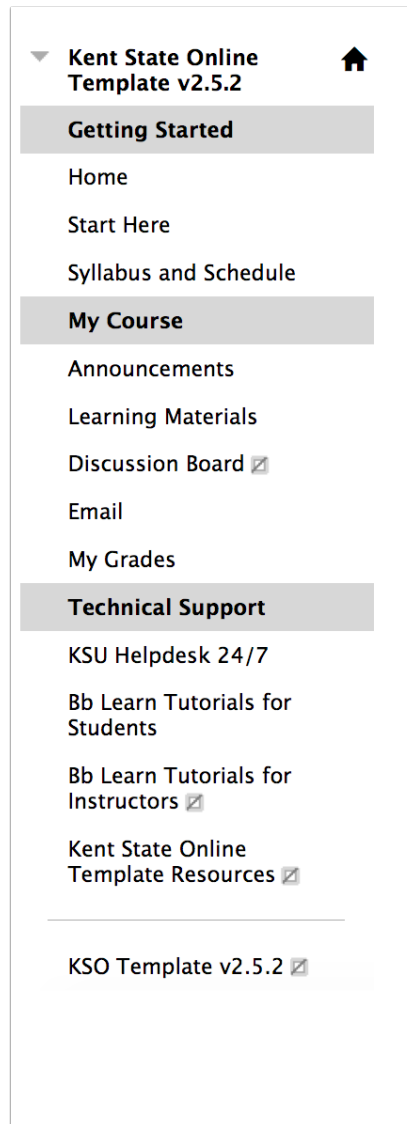 Kent State Online
Template v2.5.2
Getting Started
Home
Start Here
Syllabus and Schedule
My Course
Announcements
Learning Materials
Discussion Board
Email
My Grades
Technical Support
KSU Helpdesk 24/7
Bb Learn Tutorials for
Students
Bb Learn Tutorials for
Instructors
Kent State Online
Template Resources
KSO Template v2.5.2